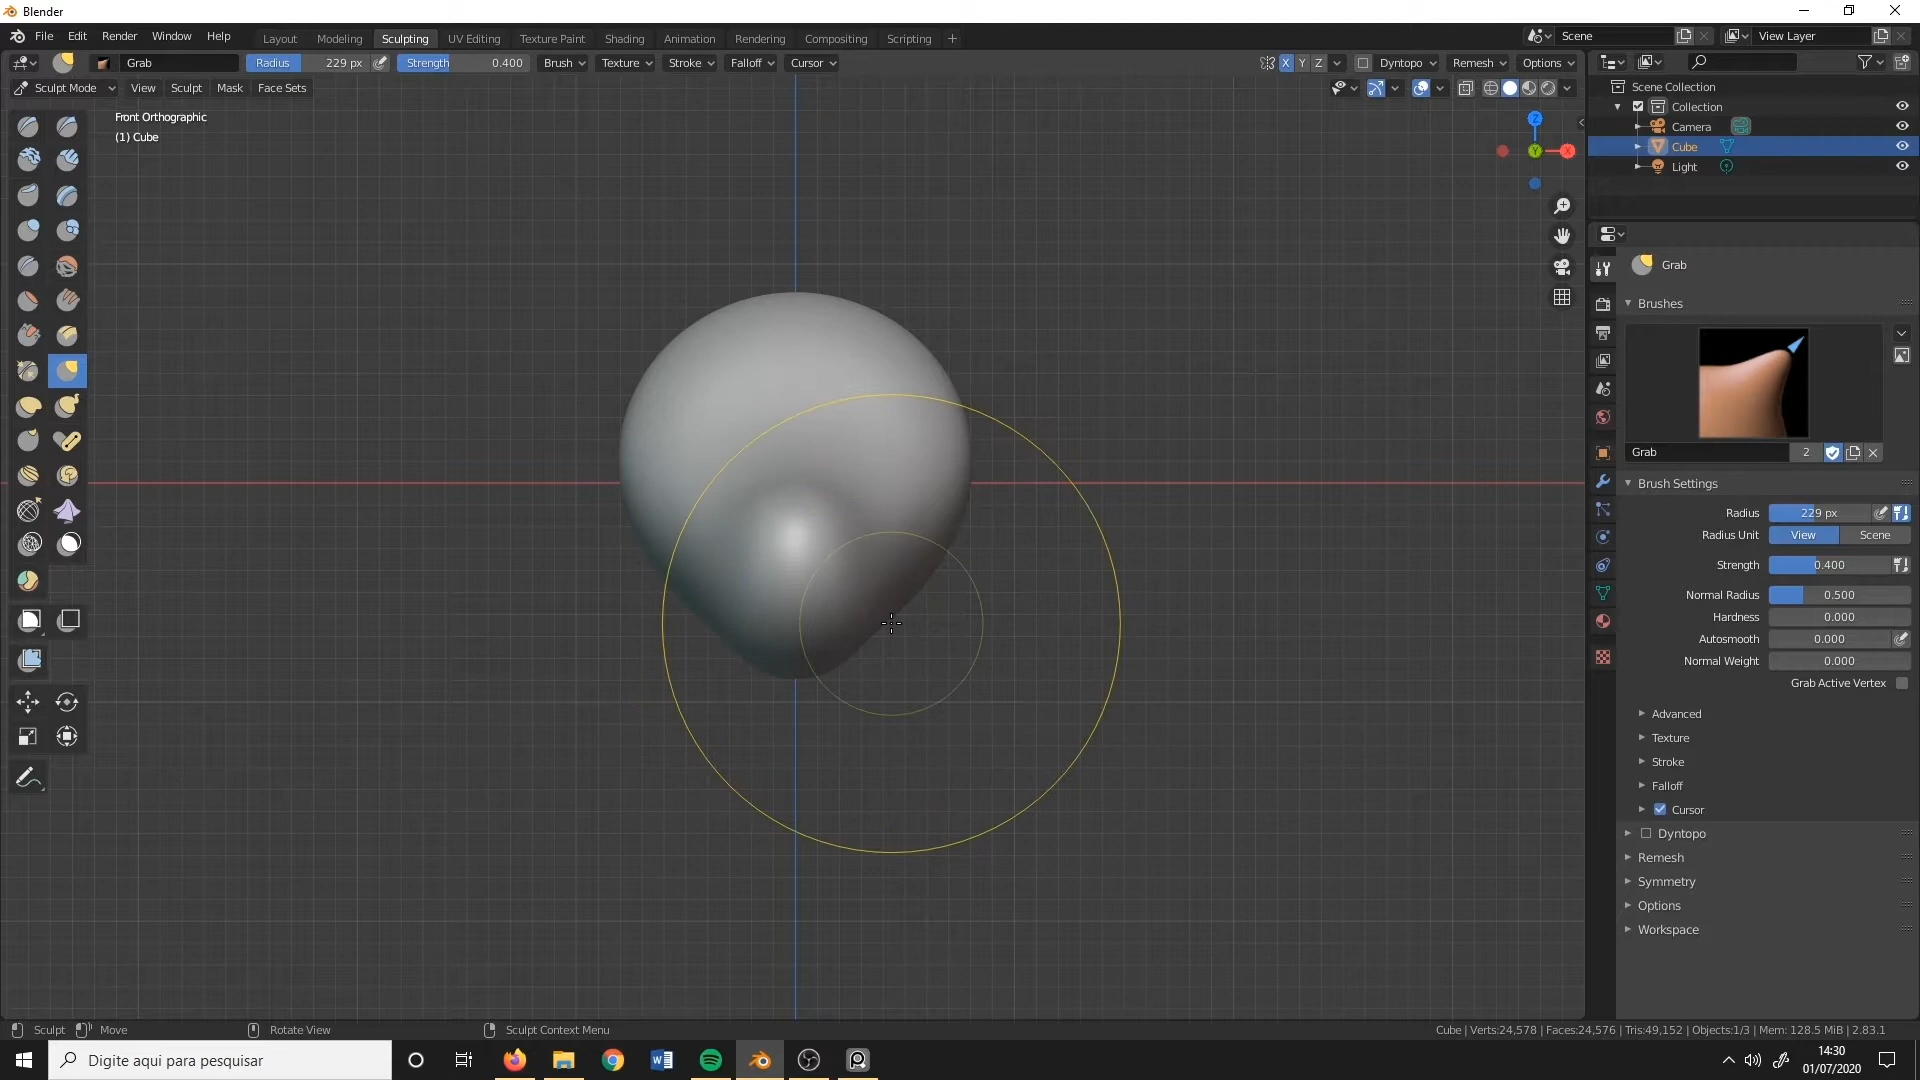 Blender
File Edit Render Window Help
Layout Modeling Sculpting UV Editing Texture Paint Shading Animation Rendering Compositing Scripting +
Scene
View Layer
Grab
Radius 229 px
Strength 0.400
Brush Texture Stroke Falloff Cursor
X Y Z
Dyntopo Remesh Options
Sculpt Mode View Sculpt Mask Face Sets
Front Orthographic
(1) Cube
Z
Y
X
Scene Collection
Collection
Camera
Cube
Light
Grab
Brushes
Grab 2
Brush Settings
Radius 229 px
Radius Unit View Scene
Strength 0.400
Normal Radius 0.500
Hardness 0.000
Autosmooth 0.000
Normal Weight 0.000
Grab Active Vertex
Advanced
Texture
Stroke
Falloff
Cursor
Dyntopo
Remesh
Symmetry
Options
Workspace
Sculpt Move Rotate View Sculpt Context Menu
Cube | Verts:24,578 | Faces:24,576 | Tris:49,152 | Objects:1/3 | Mem: 128.5 MiB | 2.83.1
Digite aqui para pesquisar
14:30
01/07/2020